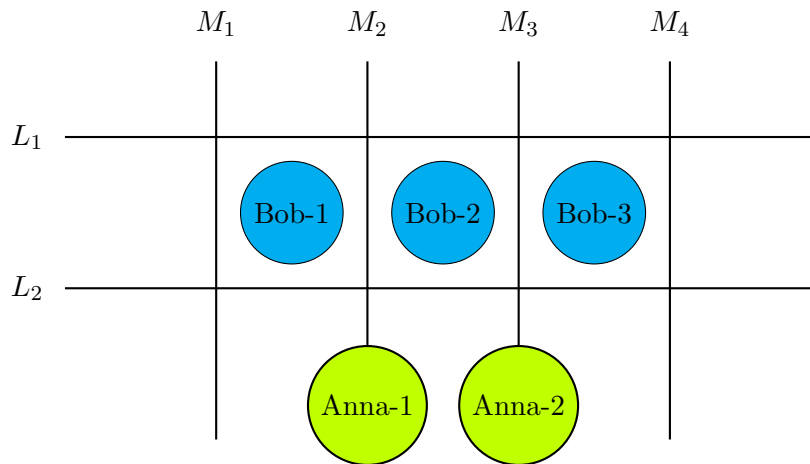 M₁ M₂ M₃ M₄
L₁
Bob-1 Bob-2 Bob-3
L₂
Anna-1 Anna-2